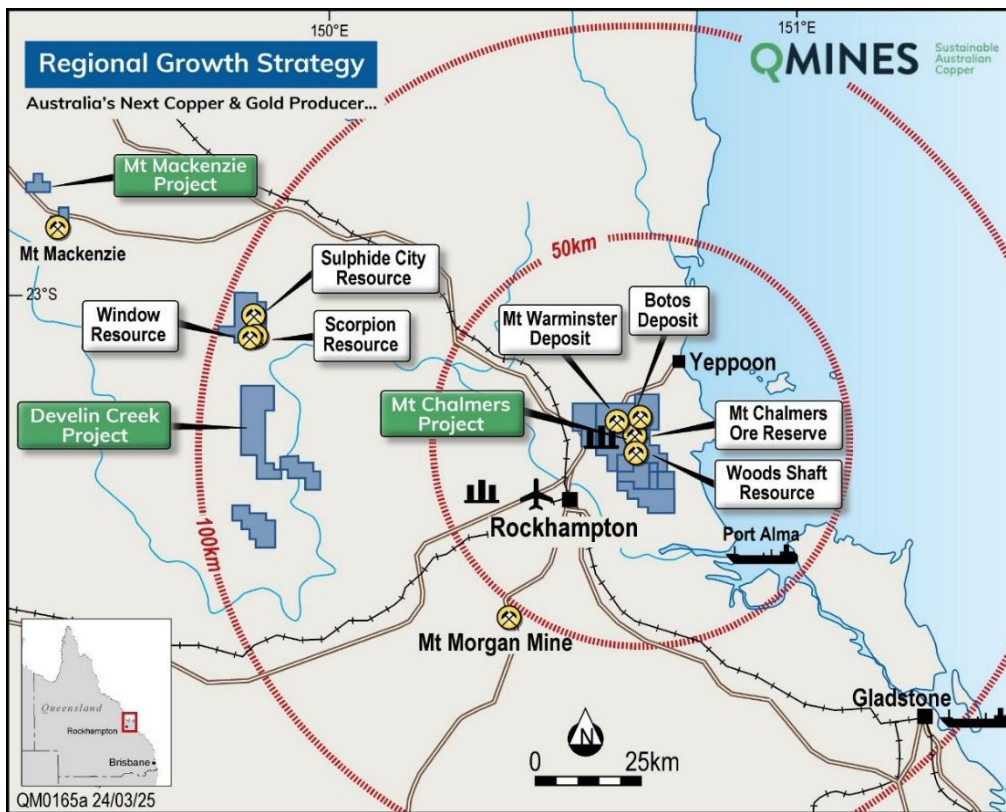 150°E
151°E
Regional Growth Strategy
Australia's Next Copper & Gold Producer...
QMINES
Sustainable
Australian
Copper
Mt Mackenzie
Project
Mt Mackenzie
50km
Sulphide City
Resource
Botos
Deposit
23°S
Window
Resource
Scorpion
Resource
Mt Warminster
Deposit
Yeppoon
Develin Creek
Project
Mt Chalmers
Project
Mt Chalmers
Ore Reserve
Woods Shaft
Resource
100km
Rockhampton
Port Alma
Mt Morgan Mine
Gladstone
Queensland
Rockhampton
Brisbane
N
0 25km
QM0165a 24/03/25